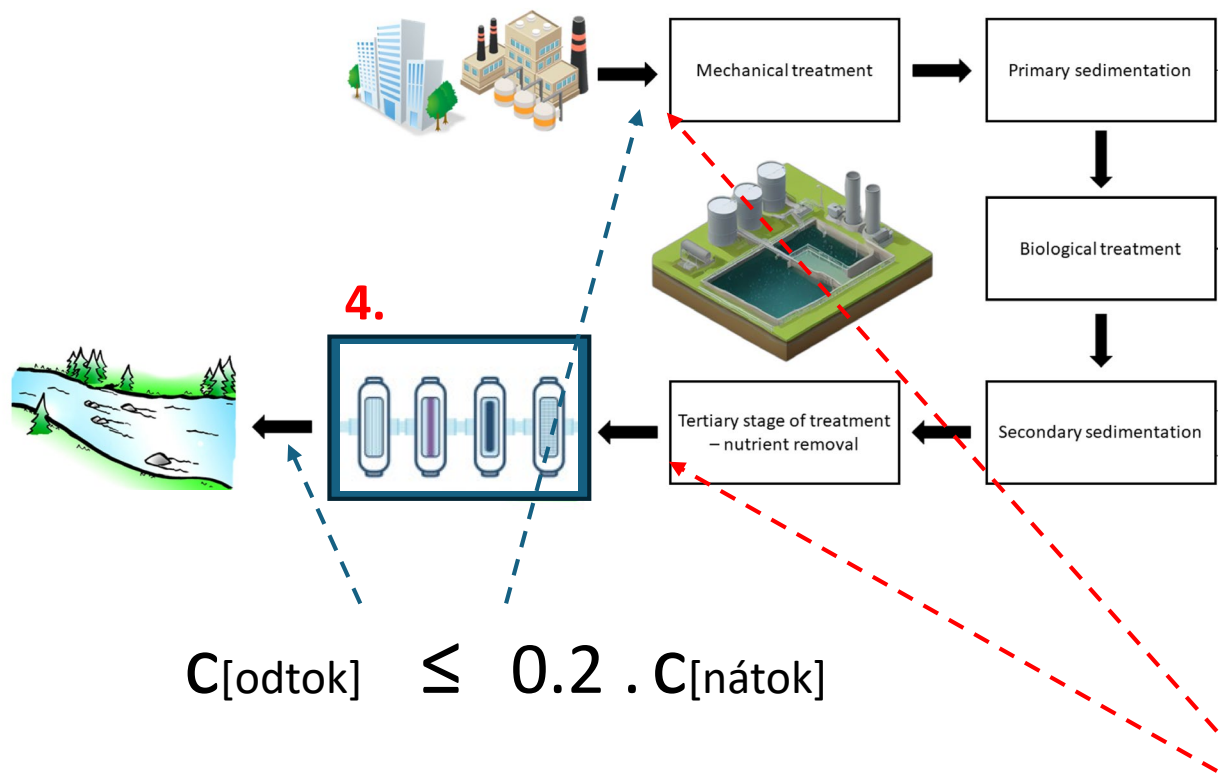 Mechanical treatment
Primary sedimentation
Biological treatment
4.
Tertiary stage of treatment
– nutrient removal
Secondary sedimentation
c[odtok] ≤ 0.2 . c[nátok]